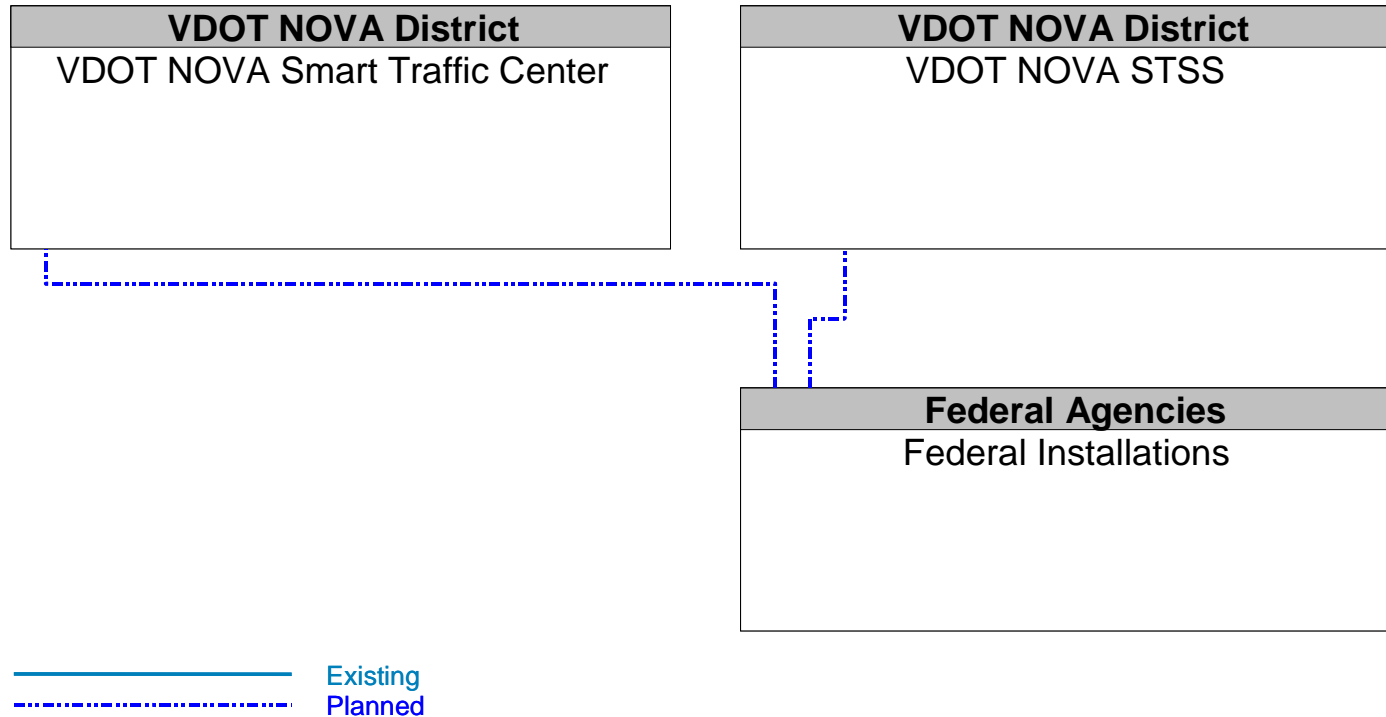 VDOT NOVA District
VDOT NOVA Smart Traffic Center
VDOT NOVA District
VDOT NOVA STSS
Federal Agencies
Federal Installations
Existing
Planned